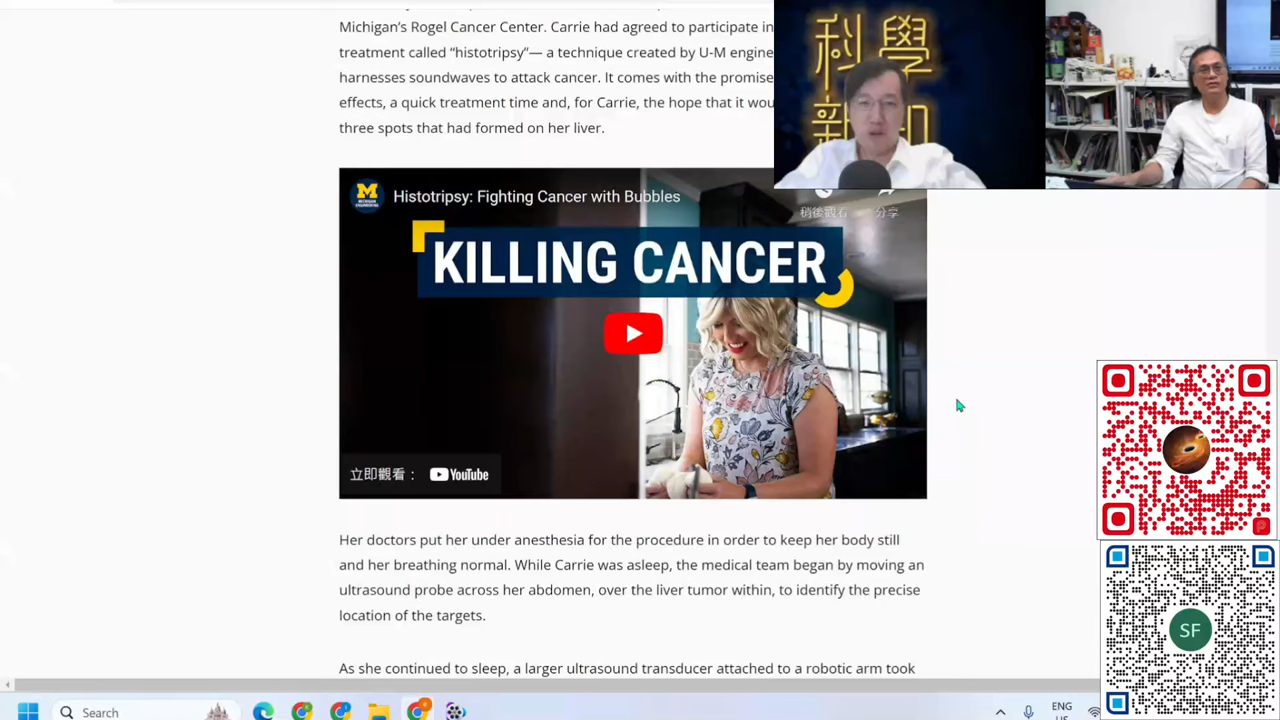 Michigan's Rogel Cancer Center. Carrie had agreed to participate in
treatment called “histotripsy”— a technique created by U-M engine
harnesses soundwaves to attack cancer. It comes with the promise
effects, a quick treatment time and, for Carrie, the hope that it wou
three spots that had formed on her liver.
科學
新知
M
MICHIGAN
ENGINEERING
Histotripsy: Fighting Cancer with Bubbles
稍後觀看
分享
KILLING CANCER
立即觀看：
YouTube
Her doctors put her under anesthesia for the procedure in order to keep her body still
and her breathing normal. While Carrie was asleep, the medical team began by moving an
ultrasound probe across her abdomen, over the liver tumor within, to identify the precise
location of the targets.
As she continued to sleep, a larger ultrasound transducer attached to a robotic arm took
SF
Search
ENG
US